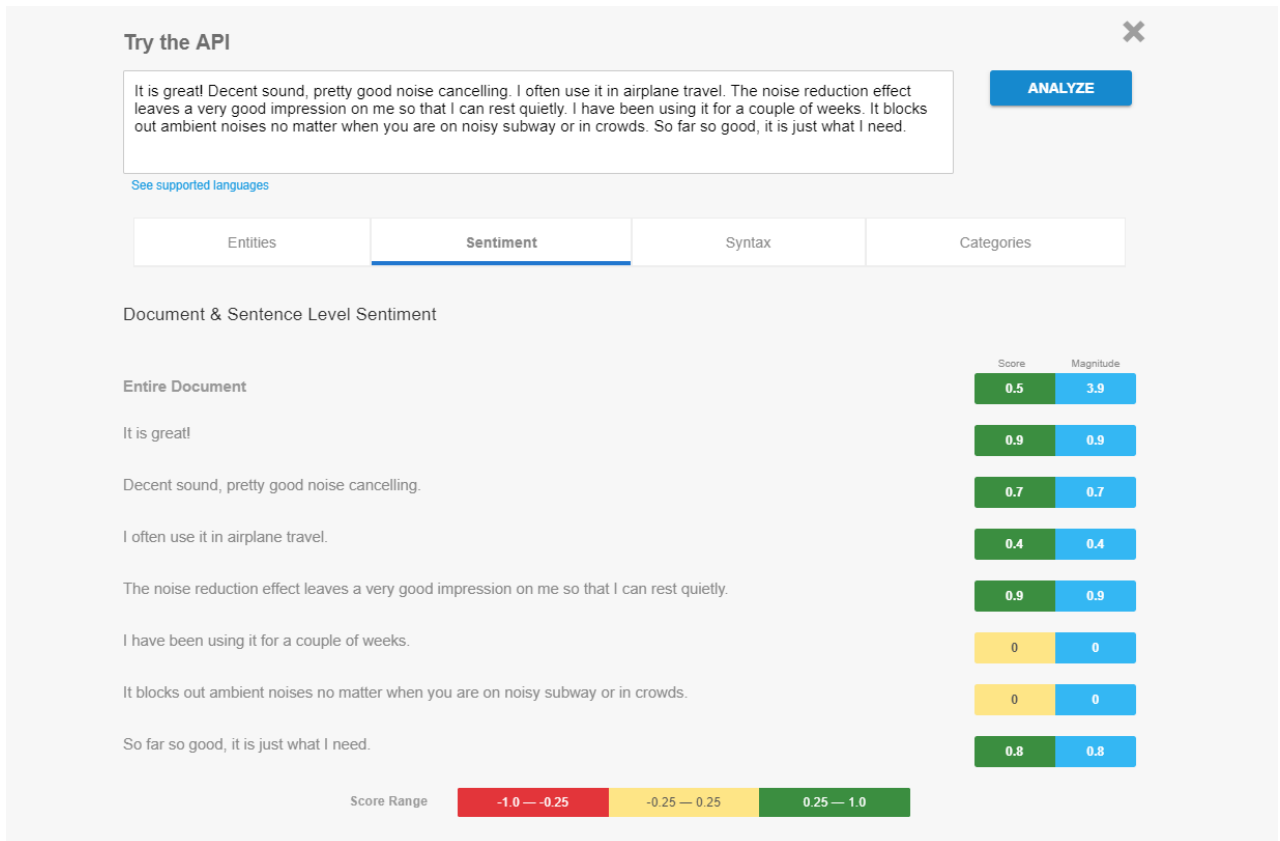 Try the API
It is great! Decent sound, pretty good noise cancelling. I often use it in airplane travel. The noise reduction effect
leaves a very good impression on me so that I can rest quietly. I have been using it for a couple of weeks. It blocks
out ambient noises no matter when you are on noisy subway or in crowds. So far so good, it is just what I need.
ANALYZE
See supported languages
Entities Sentiment Syntax Categories
Document & Sentence Level Sentiment
Score Magnitude
Entire Document 0.5 3.9
It is great! 0.9 0.9
Decent sound, pretty good noise cancelling. 0.7 0.7
I often use it in airplane travel. 0.4 0.4
The noise reduction effect leaves a very good impression on me so that I can rest quietly. 0.9 0.9
I have been using it for a couple of weeks. 0 0
It blocks out ambient noises no matter when you are on noisy subway or in crowds. 0 0
So far so good, it is just what I need. 0.8 0.8
Score Range -1.0 — -0.25 -0.25 — 0.25 0.25 — 1.0